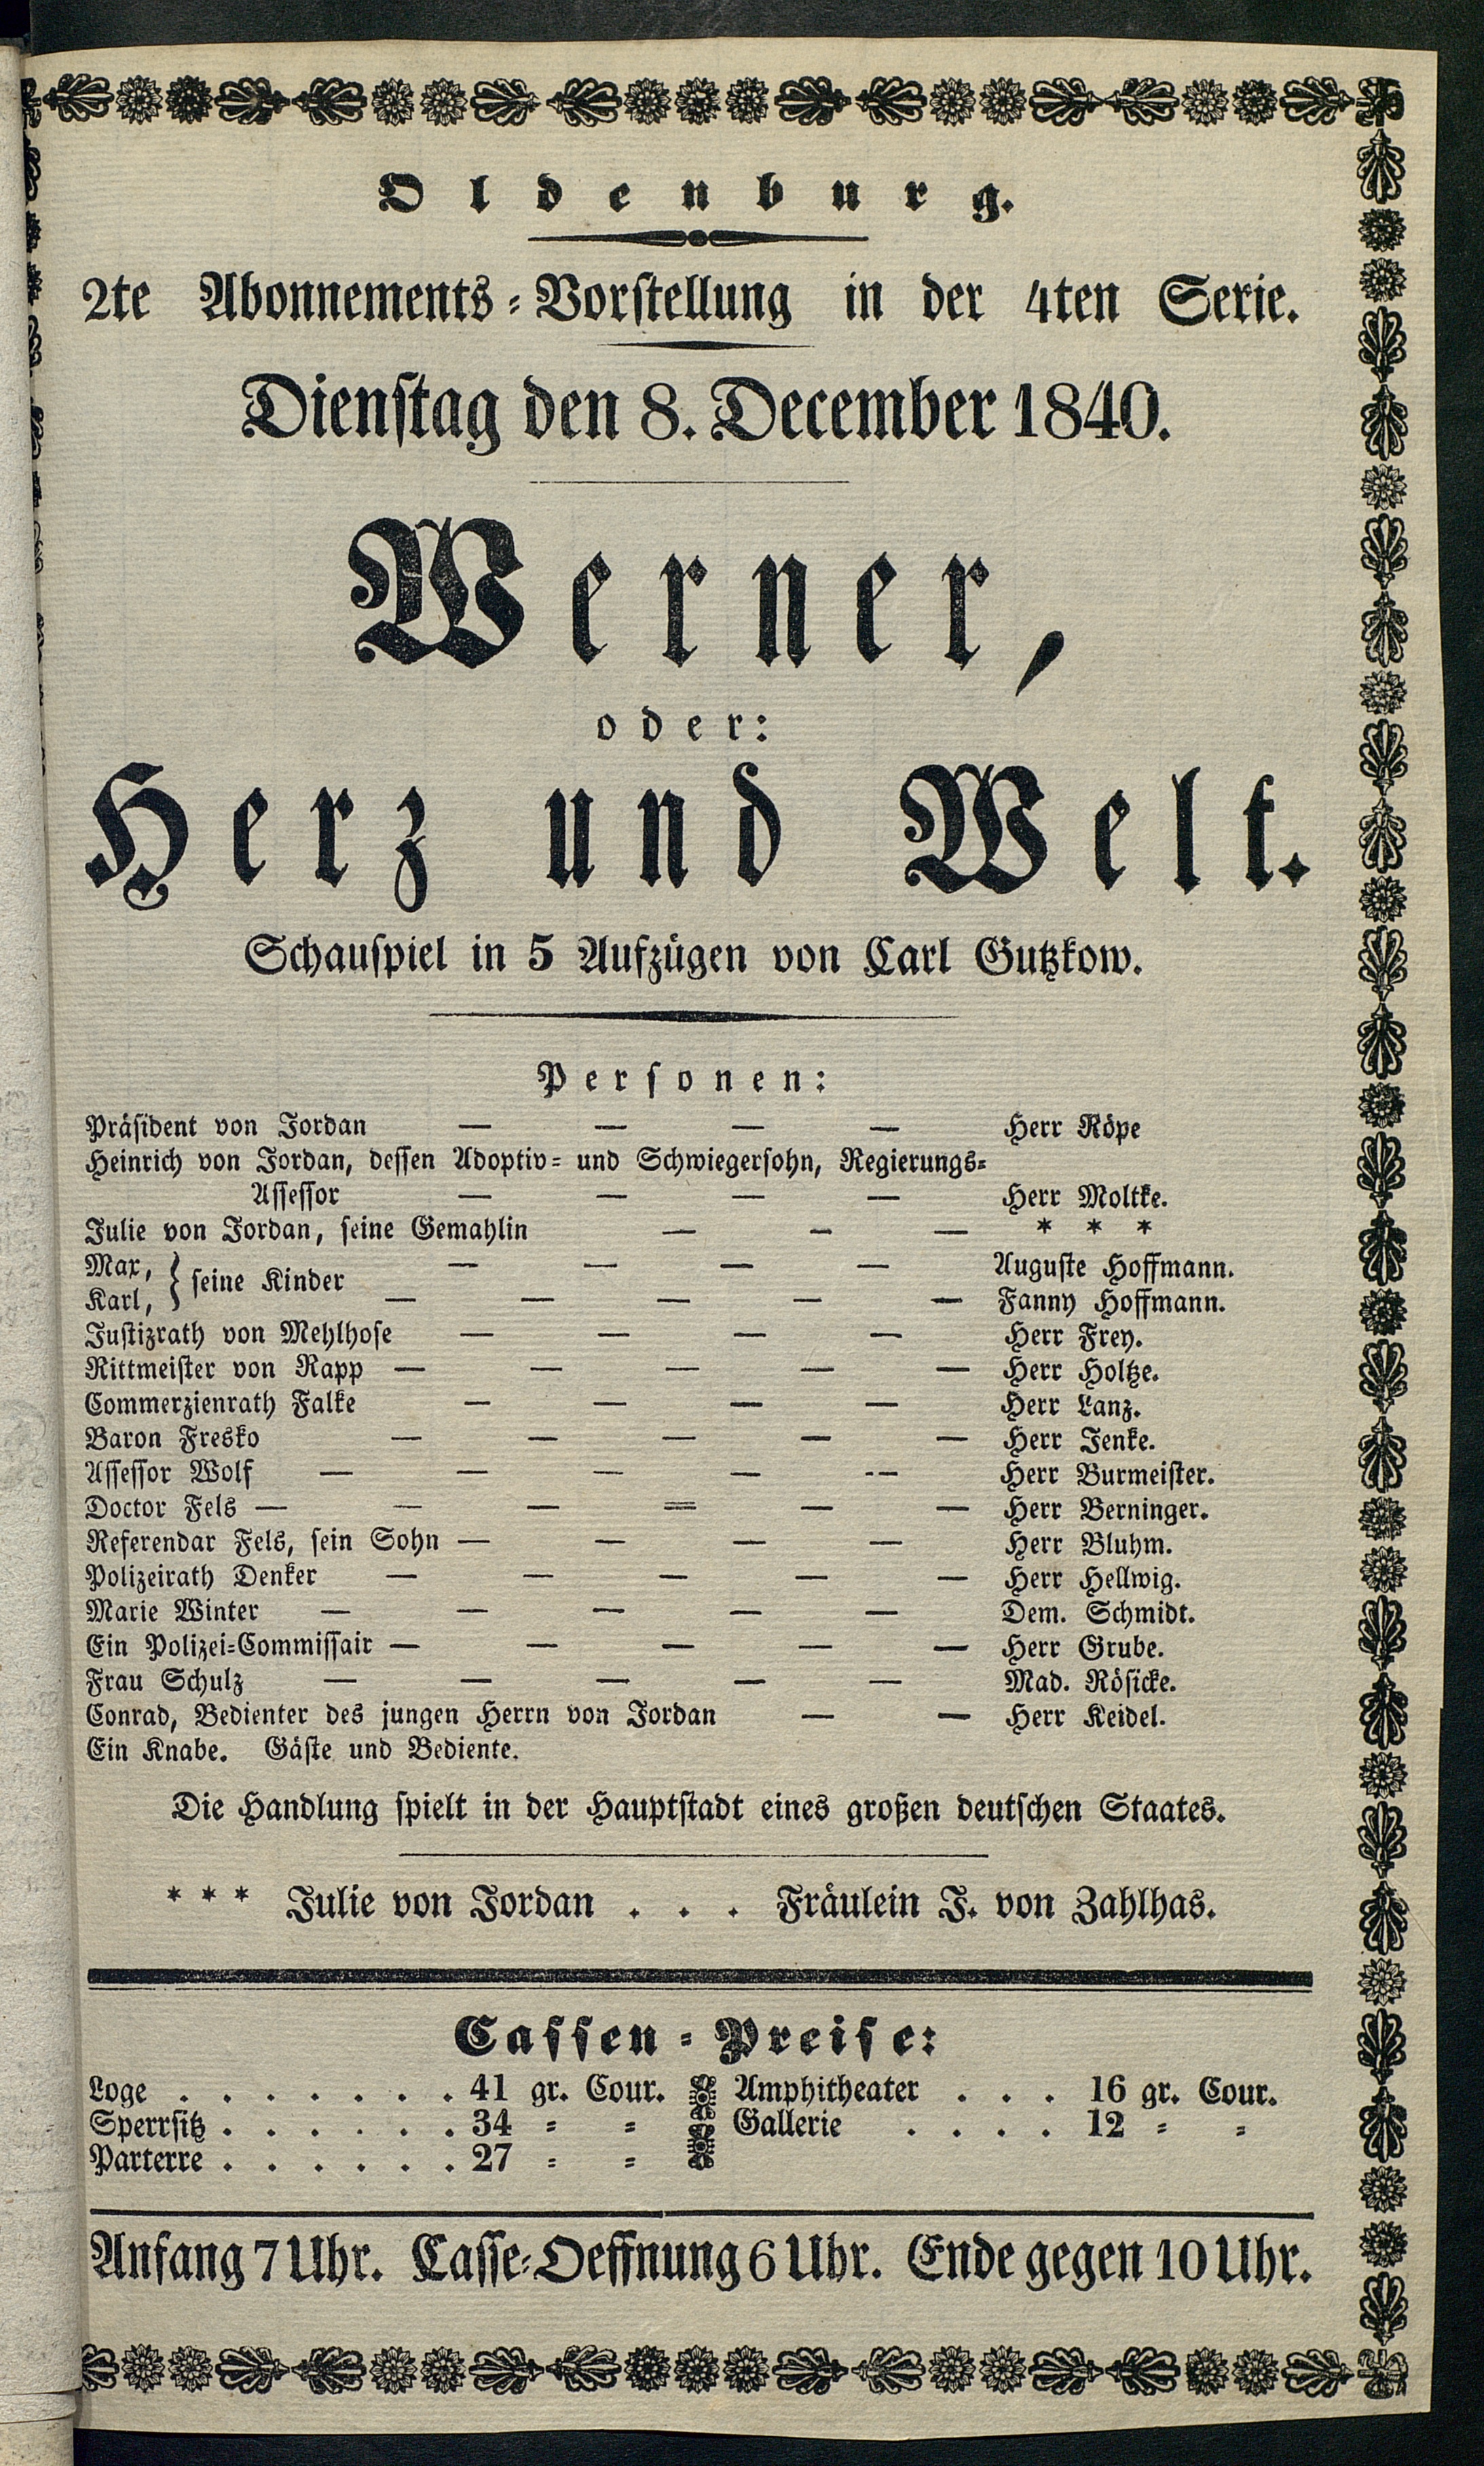 Oldenburg.
2te Abonnements-Vorstellung in der 4ten Serie.
Dienstag den 8. December 1840.
Werner,
oder:
Herz und Welt.
Schauspiel in 5 Aufzügen von Carl Gutzkow.
Personen:
Präsident von Jordan — — — — Herr Röpe
Heinrich von Jordan, dessen Adoptiv- und Schwiegersohn, Regierungs-
Assessor — — — — Herr Moltke.
Julie von Jordan, seine Gemahlin — — — * * *
Max, } seine Kinder — — — — Auguste Hoffmann.
Karl, — — — — — Fanny Hoffmann.
Justizrath von Mehlhose — — — — Herr Frey.
Rittmeister von Rapp — — — — — Herr Holtze.
Commerzienrath Falke — — — — Herr Lanz.
Baron Fresko — — — — — Herr Jenke.
Assessor Wolf — — — — — Herr Burmeister.
Doctor Fels — — — — — — Herr Berninger.
Referendar Fels, sein Sohn — — — — Herr Bluhm.
Polizeirath Denker — — — — — Herr Hellwig.
Marie Winter — — — — — Dem. Schmidt.
Ein Polizei-Commissair — — — — — Herr Grube.
Frau Schulz — — — — — Mad. Rösicke.
Conrad, Bedienter des jungen Herrn von Jordan — — Herr Keidel.
Ein Knabe. Gäste und Bediente.
Die Handlung spielt in der Hauptstadt eines großen deutschen Staates.
* * * Julie von Jordan . . . Fräulein J. von Zahlhas.
Cassen-Preise:
Loge . . . . . . . 41 gr. Cour. Amphitheater . . . 16 gr. Cour.
Sperrsitz . . . . . . 34 = = Gallerie . . . . 12 = =
Parterre . . . . . . 27 = =
Anfang 7 Uhr. Casse-Oeffnung 6 Uhr. Ende gegen 10 Uhr.